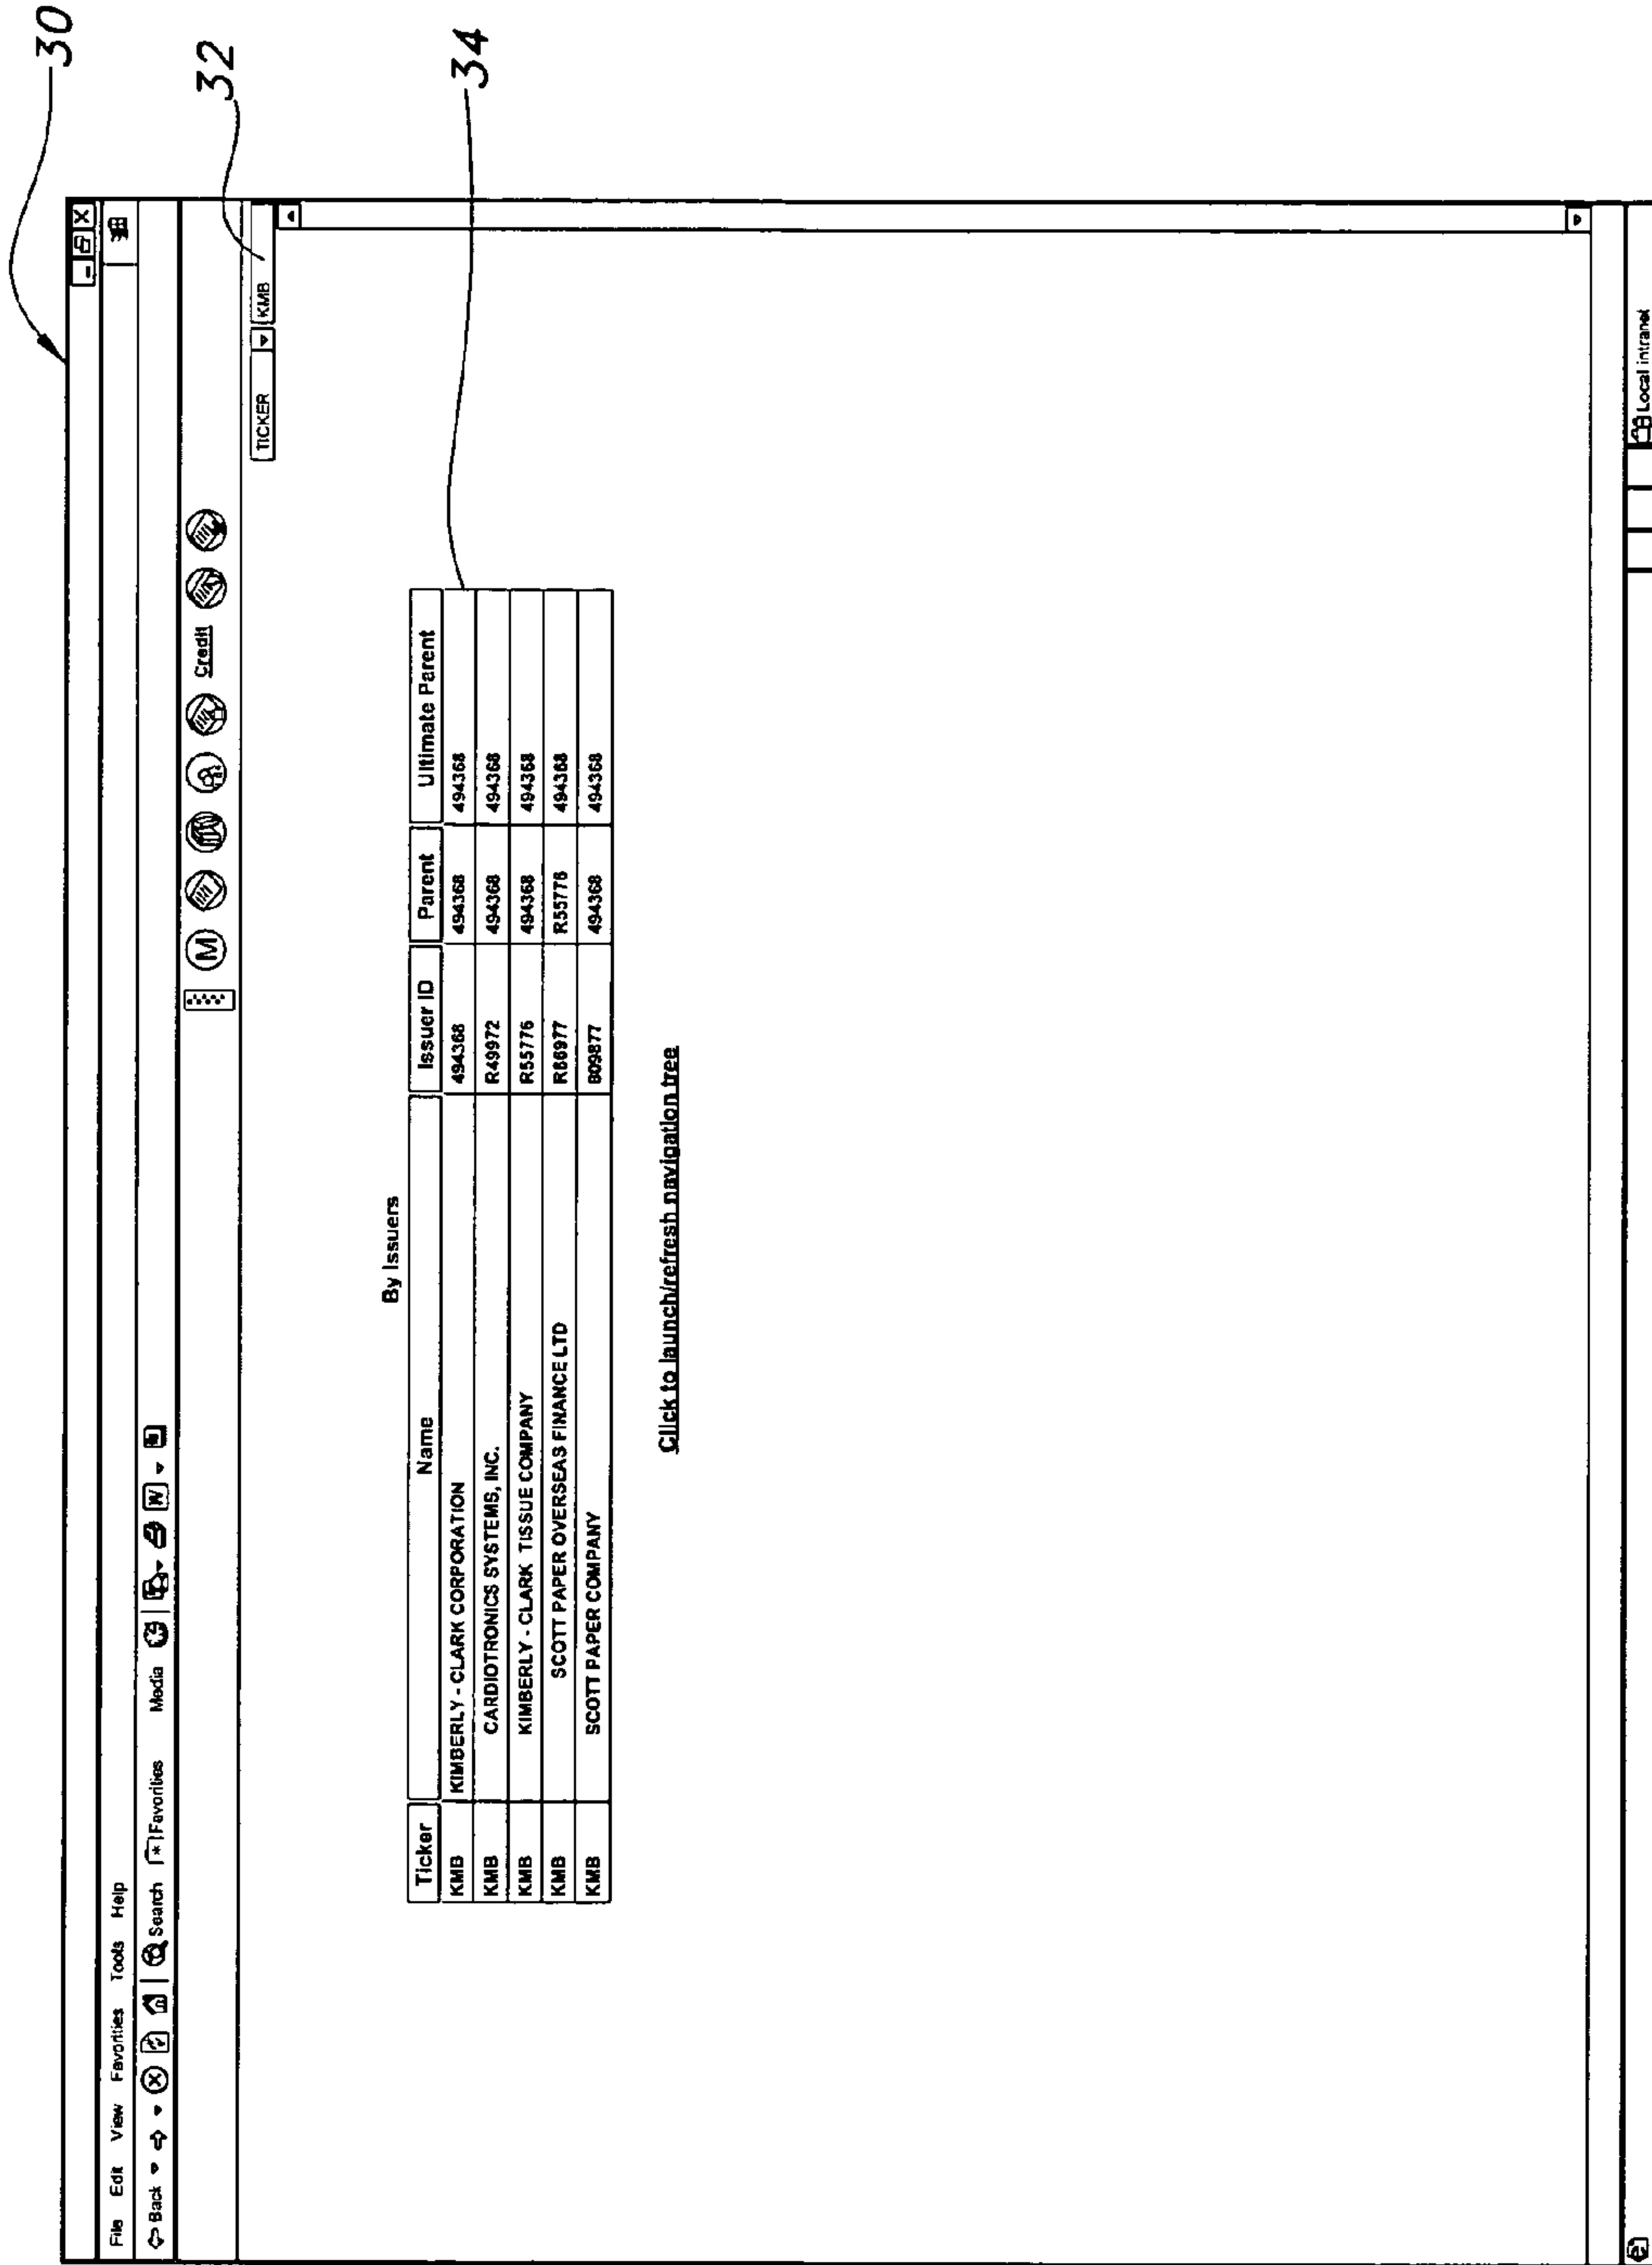 30
File Edit View Favorities Tools Help
Back Search Favorities Media W
M Credit
32
TICKER KMB
34
By Issuers
Ticker Name Issuer ID Parent Ultimate Parent
KMB KIMBERLY - CLARK CORPORATION 494368 494368 494368
KMB CARDIOTRONICS SYSTEMS, INC. R49972 494368 494368
KMB KIMBERLY - CLARK TISSUE COMPANY R55776 494368 494368
KMB SCOTT PAPER OVERSEAS FINANCE LTD R86977 R55776 494368
KMB SCOTT PAPER COMPANY 809877 494368 494368
Click to launch/refresh navigation tree
Local intranet